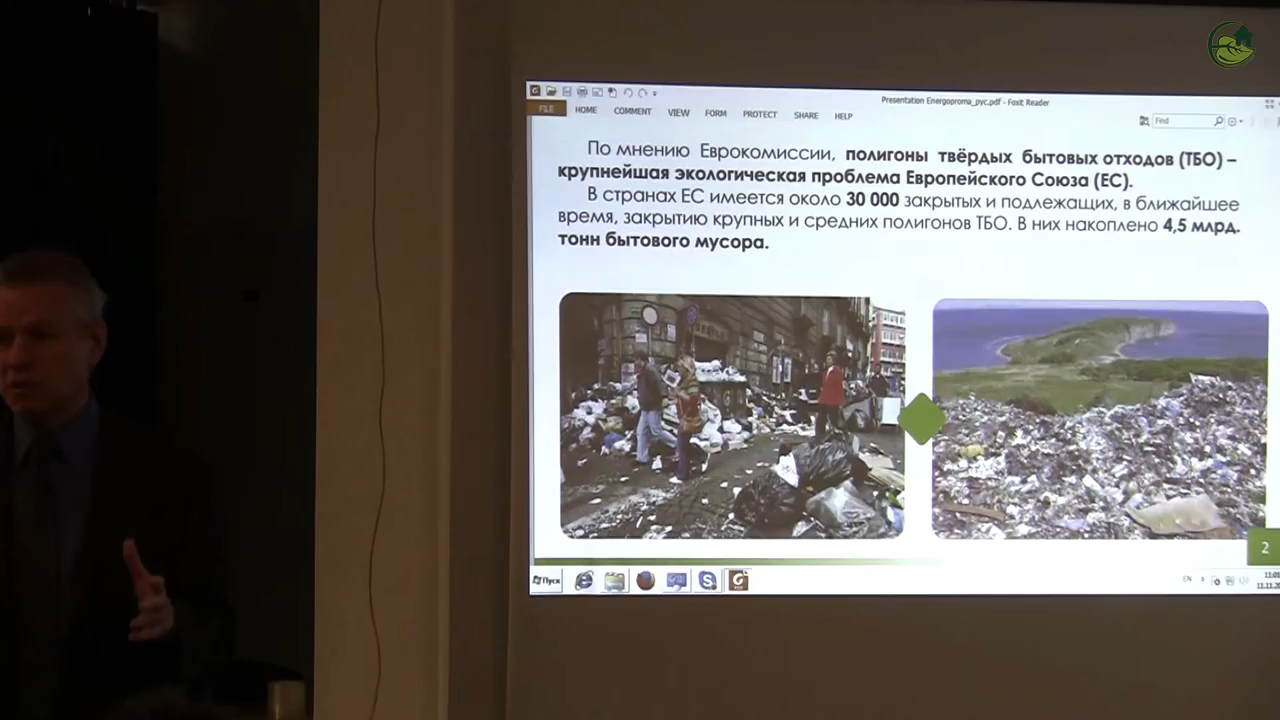 Presentation Energoproma_рус.pdf - Foxit Reader
FILE HOME COMMENT VIEW FORM PROTECT SHARE HELP
Find
По мнению Еврокомиссии, полигоны твёрдых бытовых отходов (ТБО) –
крупнейшая экологическая проблема Европейского Союза (ЕС).
В странах ЕС имеется около 30 000 закрытых и подлежащих, в ближайшее
время, закрытию крупных и средних полигонов ТБО. В них накоплено 4,5 млрд.
тонн бытового мусора.
2
Пуск
EN